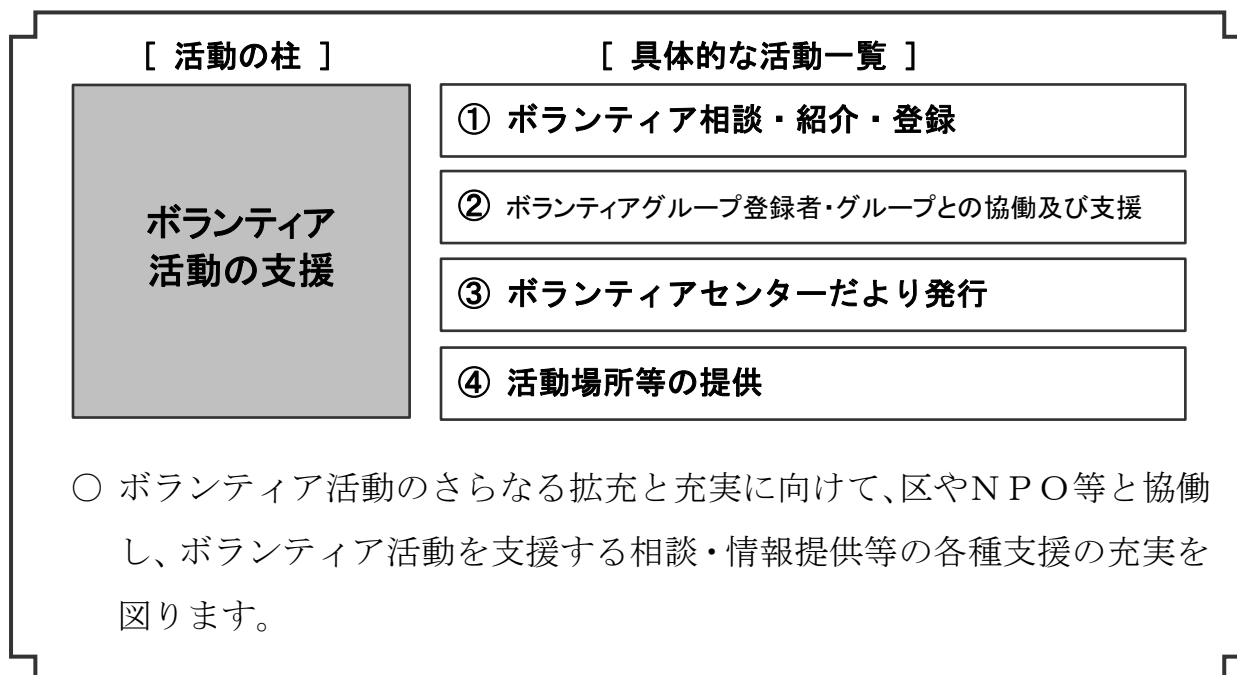 [ 活動の柱 ]
[ 具体的な活動一覧 ]
ボランティア
活動の支援
① ボランティア相談・紹介・登録
② ボランティアグループ登録者・グループとの協働及び支援
③ ボランティアセンターだより発行
④ 活動場所等の提供
○ ボランティア活動のさらなる拡充と充実に向けて、区やNPO等と協働
し、ボランティア活動を支援する相談・情報提供等の各種支援の充実を
図ります。